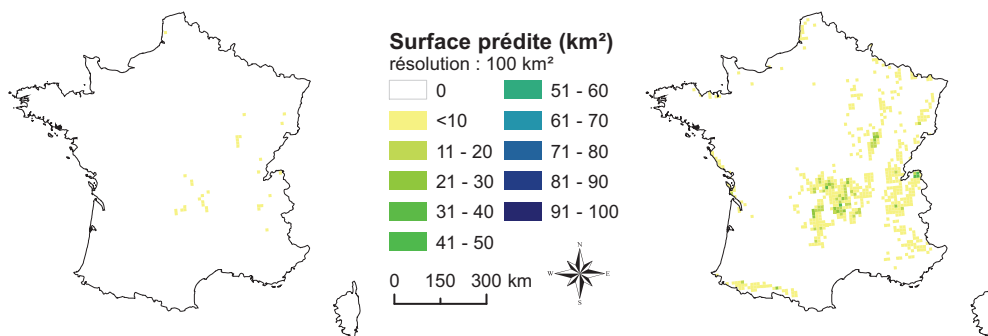 Surface prédite (km²)
résolution : 100 km²
0
<10
11 - 20
21 - 30
31 - 40
41 - 50
51 - 60
61 - 70
71 - 80
81 - 90
91 - 100
0 150 300 km
N
W E
S